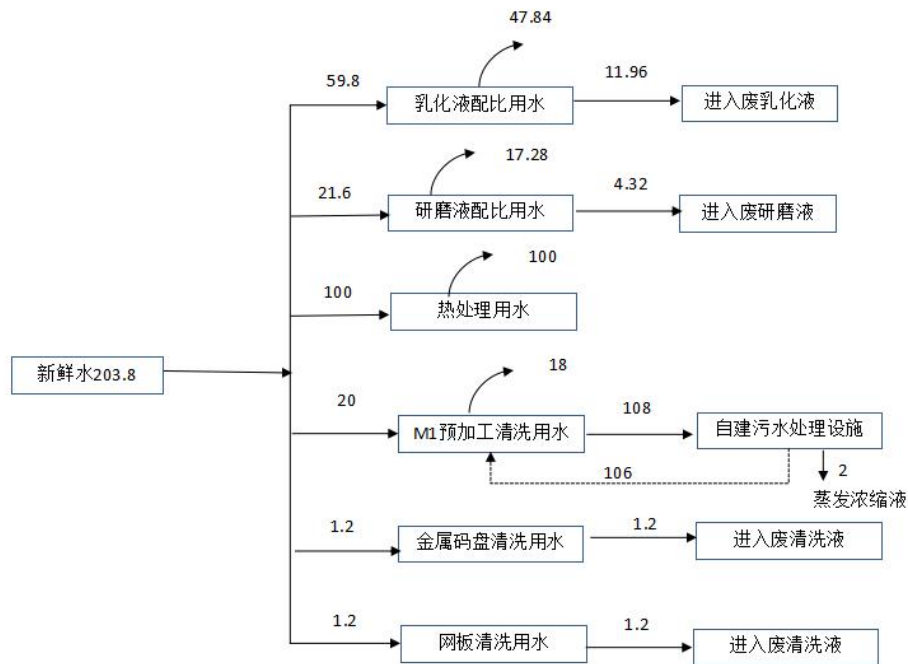 47.84
59.8
乳化液配比用水
11.96
进入废乳化液
17.28
21.6
研磨液配比用水
4.32
进入废研磨液
100
100
热处理用水
新鲜水203.8
18
20
M1预加工清洗用水
108
自建污水处理设施
106
2
蒸发浓缩液
1.2
金属码盘清洗用水
1.2
进入废清洗液
1.2
网板清洗用水
1.2
进入废清洗液